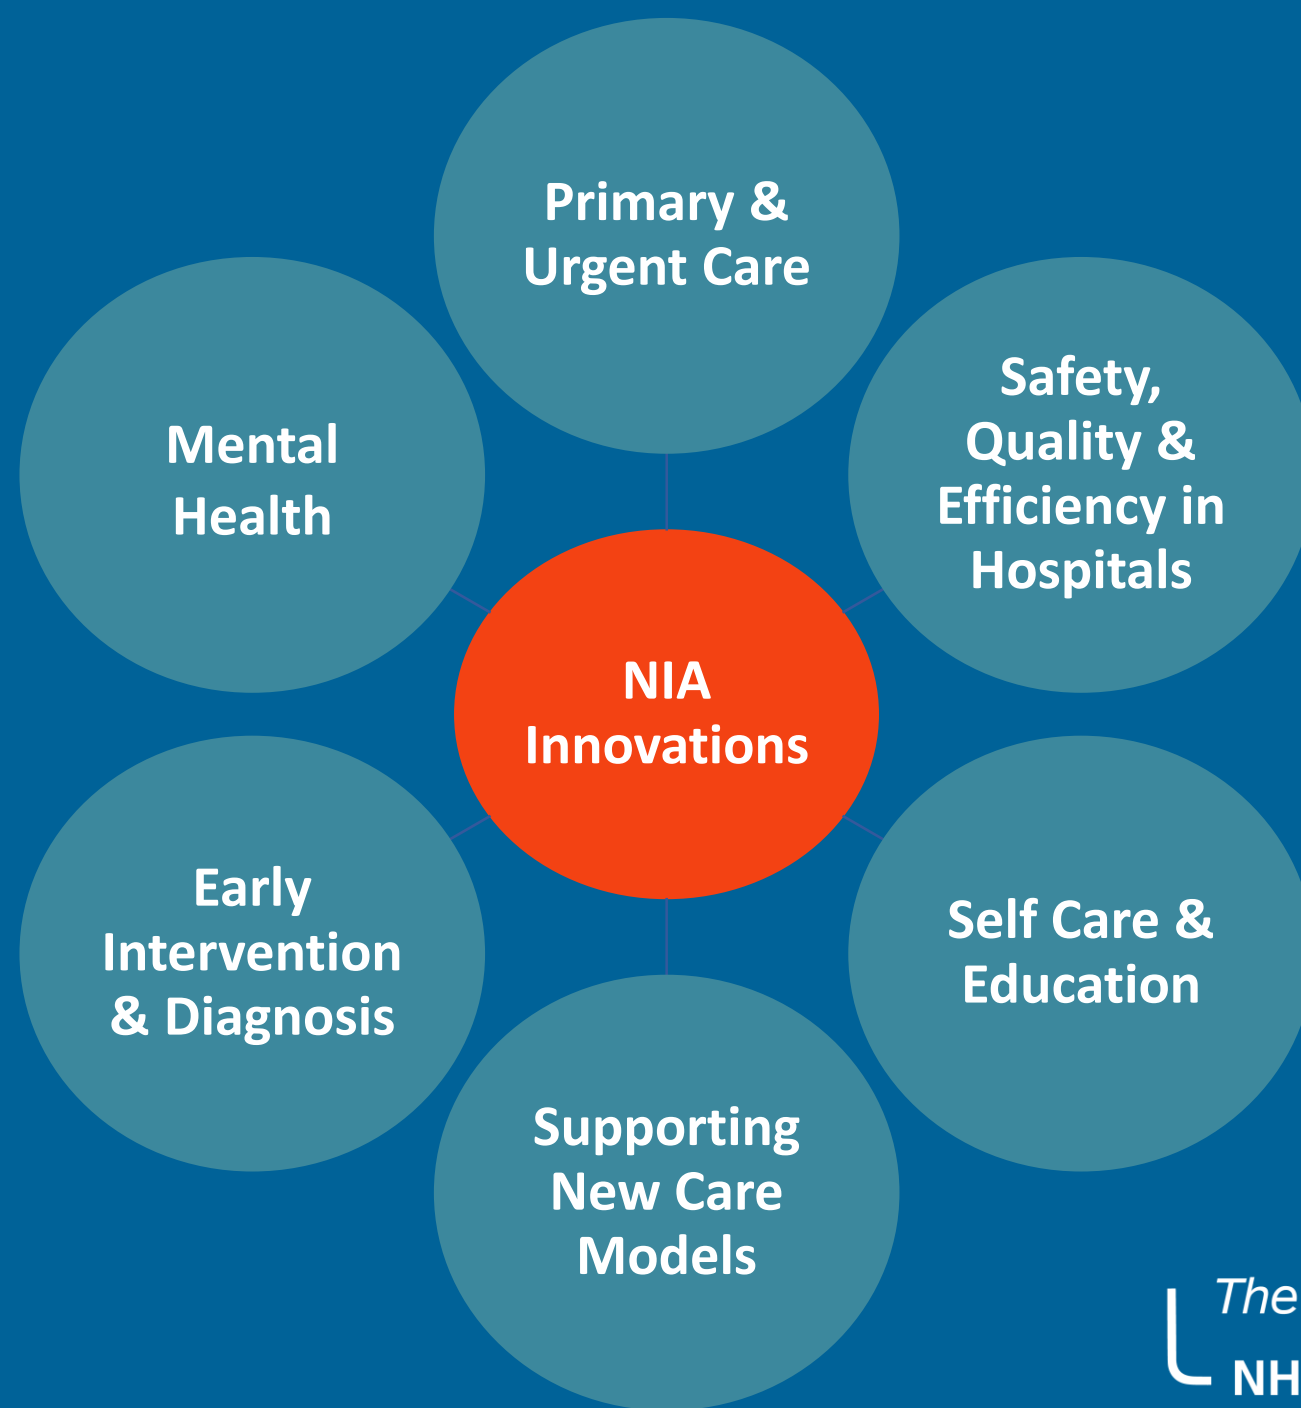 Primary &
Urgent Care
Safety,
Quality &
Efficiency in
Hospitals
Mental
Health
NIA
Innovations
Early
Intervention
& Diagnosis
Self Care &
Education
Supporting
New Care
Models
The
NH